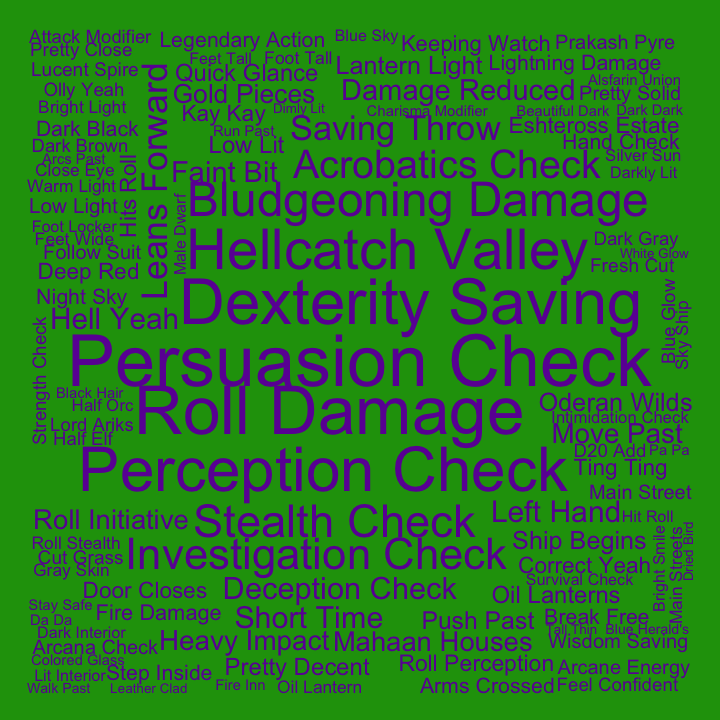 Attack Modifier
Legendary Action
Blue Sky
Keeping Watch
Prakash Pyre
Pretty Close
Feet Tall
Foot Tall
Lucent Spire
Quick Glance
Lantern Light
Lightning Damage
Olly Yeah
Gold Pieces
Damage Reduced
Alsfarin Union
Pretty Solid
Bright Light
Kay Kay
Dimly Lit
Charisma Modifier
Beautiful Dark
Dark Dark
Dark Black
Run Past
Saving Throw
Eshteross Estate
Dark Brown
Low Lit
Hand Check
Arcs Past
Leans Forward
Faint Bit
Acrobatics Check
Silver Sun
Close Eye
Darkly Lit
Warm Light
Hits Roll
Male Dwarf
Bludgeoning Damage
Low Light
Foot Locker
Feet Wide
Hellcatch Valley
Dark Gray
Follow Suit
White Glow
Deep Red
Fresh Cut
Night Sky
Dexterity Saving
Blue Glow
Sky Ship
Hell Yeah
Strength Check
Persuasion Check
Black Hair
Half Orc
Roll Damage
Oderan Wilds
Lord Ariks
Intimidation Check
Half Elf
Move Past
D20 Add
Pa Pa
Perception Check
Ting Ting
Main Street
Roll Initiative
Stealth Check
Left Hand
Hit Roll
Roll Stealth
Investigation Check
Ship Begins
Bright Smile
Main Streets
Dried Bird
Cut Grass
Correct Yeah
Gray Skin
Survival Check
Door Closes
Deception Check
Oil Lanterns
Stay Safe
Fire Damage
Short Time
Push Past
Break Free
Da Da
Dark Interior
Tall Thin
Blue Herald's
Arcana Check
Heavy Impact
Mahaan Houses
Wisdom Saving
Colored Glass
Lit Interior
Step Inside
Pretty Decent
Roll Perception
Arcane Energy
Walk Past
Leather Clad
Fire Inn
Oil Lantern
Arms Crossed
Feel Confident